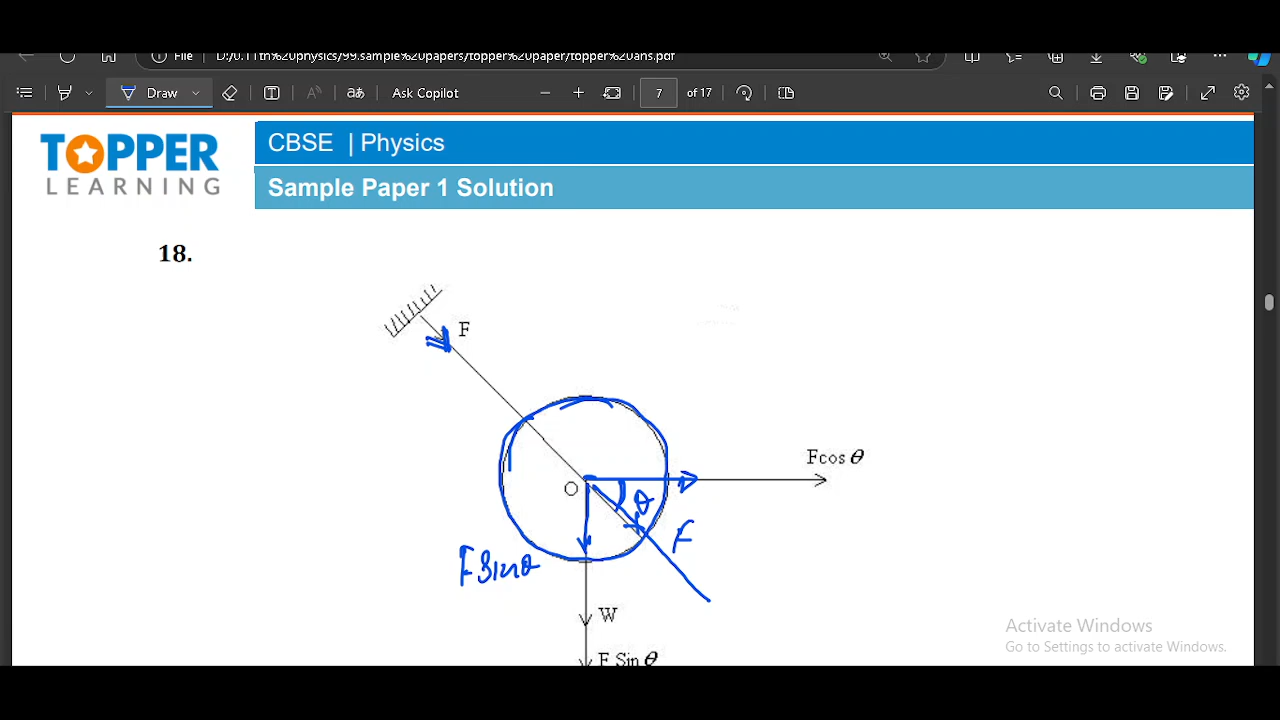 File D:/0.11th%20physics/99.sample%20papers/topper%20paper/topper%20ans.pdf
Draw aあ Ask Copilot 7 of 17
TOPPER
LEARNING
CBSE | Physics
Sample Paper 1 Solution
18.
F
Fcos θ
O
θ
F
F sinθ
W
F Sin θ
Activate Windows
Go to Settings to activate Windows.